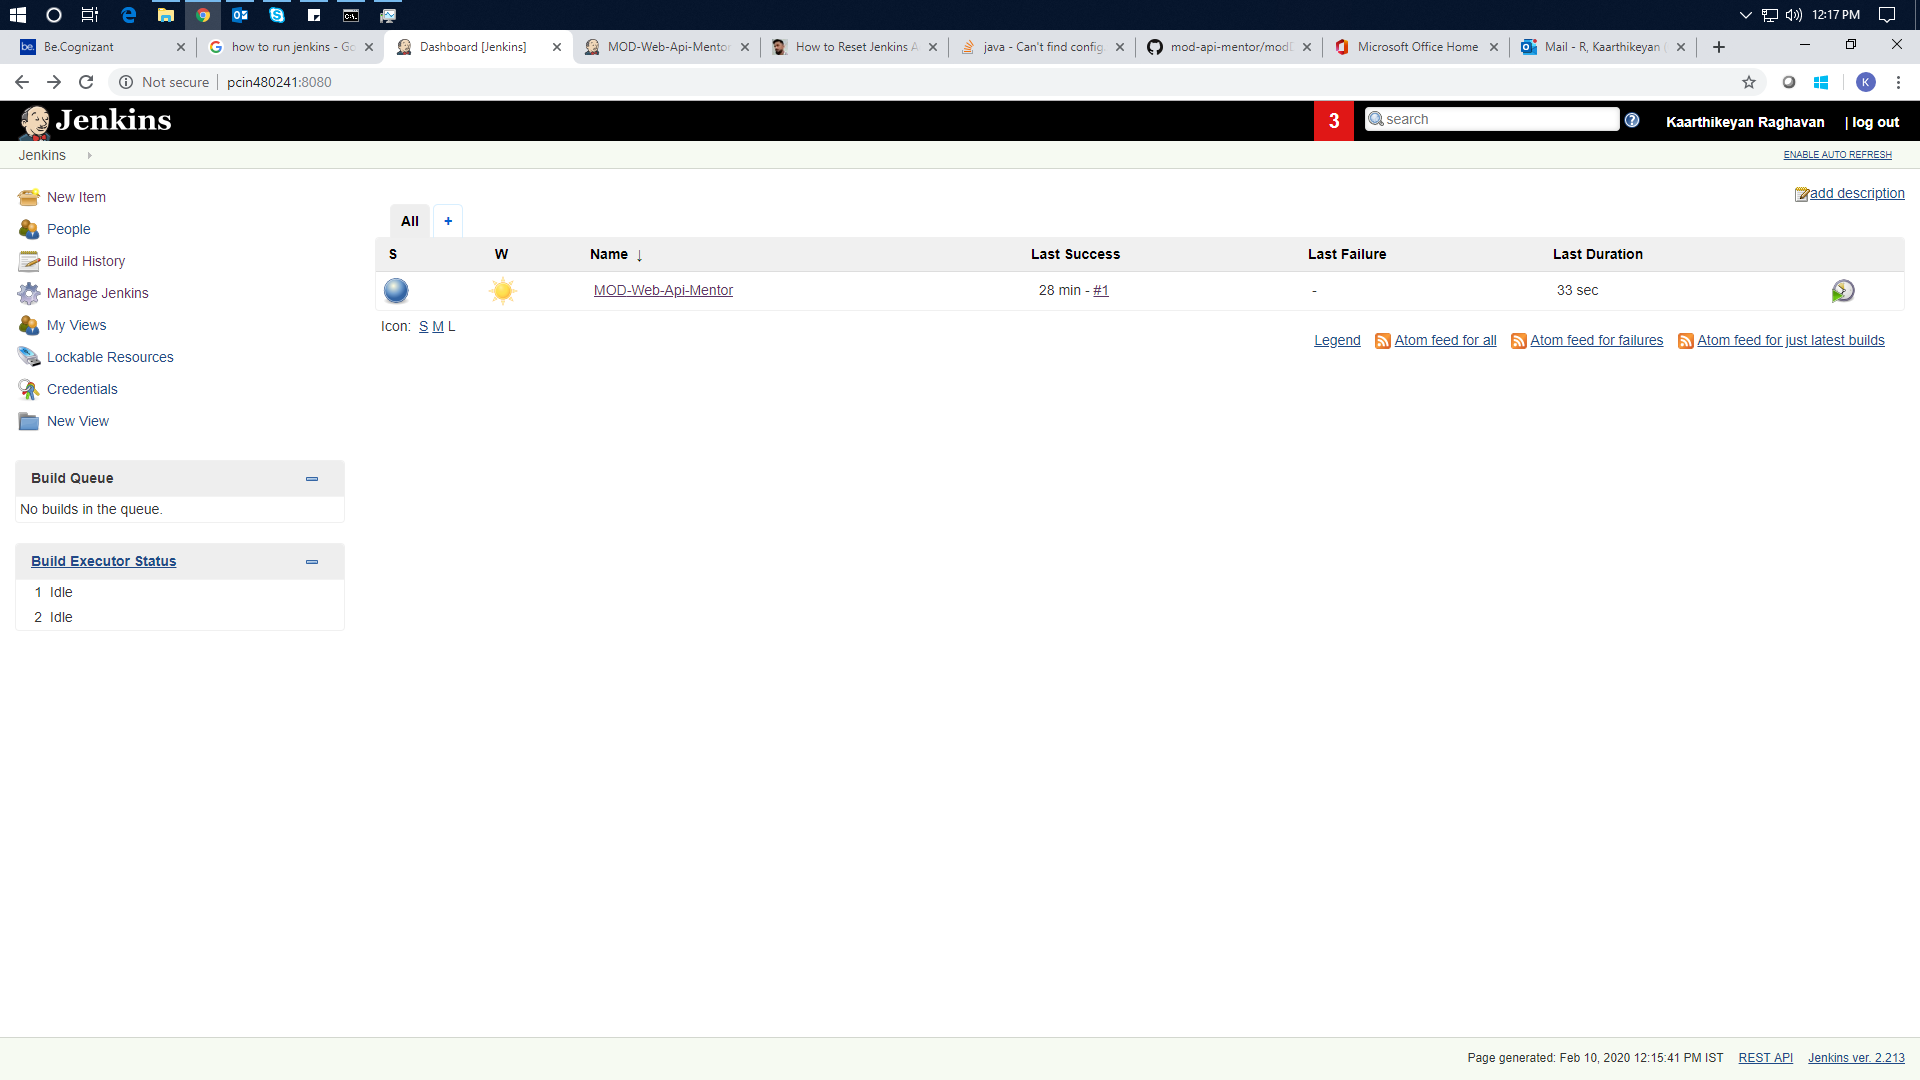 12:17 PM
Be.Cognizant
how to run jenkins - Go
Dashboard [Jenkins]
MOD-Web-Api-Mentor
How to Reset Jenkins A
java - Can't find config.
mod-api-mentor/modD
Microsoft Office Home
Mail - R, Kaarthikeyan (
Not secure | pcin480241:8080
K
Jenkins
3
search
Kaarthikeyan Raghavan
| log out
Jenkins
ENABLE AUTO REFRESH
New Item
People
Build History
Manage Jenkins
My Views
Lockable Resources
Credentials
New View
Build Queue
No builds in the queue.
Build Executor Status
1 Idle
2 Idle
add description
All +
S W Name ↓ Last Success Last Failure Last Duration
MOD-Web-Api-Mentor 28 min - #1 - 33 sec
Icon: S M L
Legend Atom feed for all Atom feed for failures Atom feed for just latest builds
Page generated: Feb 10, 2020 12:15:41 PM IST REST API Jenkins ver. 2.213